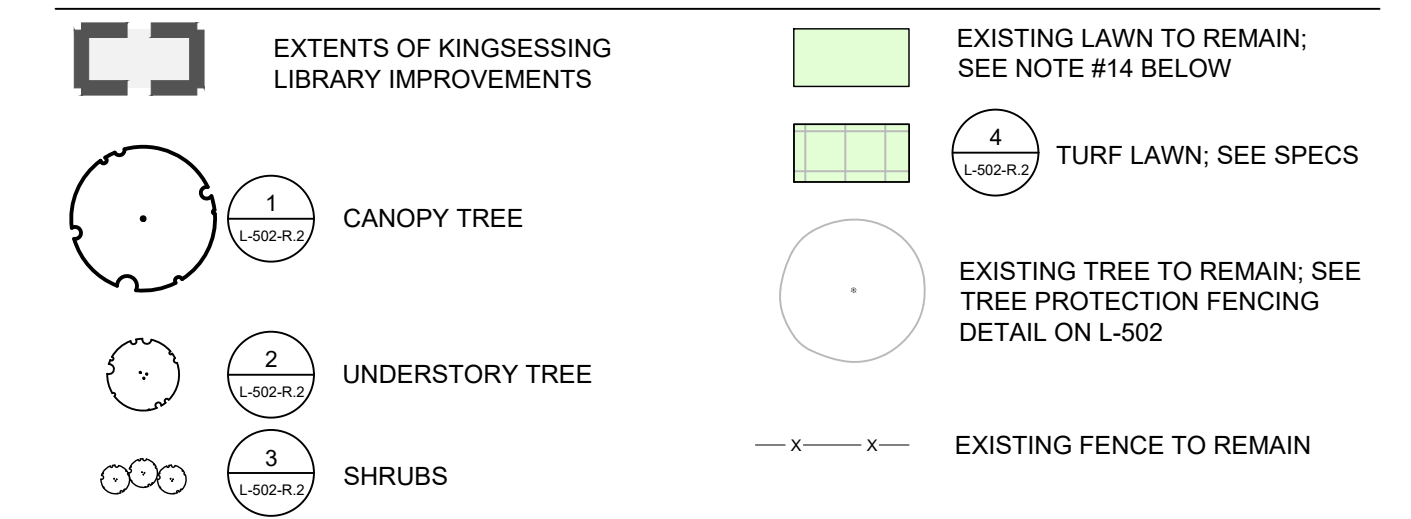 EXTENTS OF KINGSESSING
LIBRARY IMPROVEMENTS
1
L-502-R.2
CANOPY TREE
2
L-502-R.2
UNDERSTORY TREE
3
L-502-R.2
SHRUBS
EXISTING LAWN TO REMAIN;
SEE NOTE #14 BELOW
4
L-502-R.2
TURF LAWN; SEE SPECS
EXISTING TREE TO REMAIN; SEE
TREE PROTECTION FENCING
DETAIL ON L-502
X X
EXISTING FENCE TO REMAIN